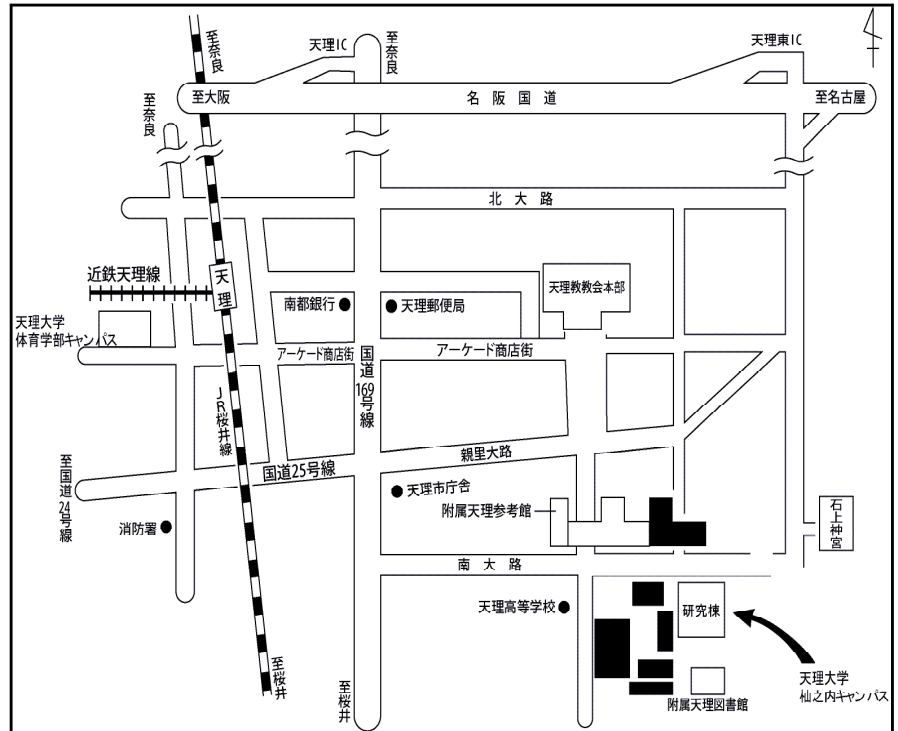 至奈良
天理IC
至奈良
天理東IC
至大阪
名阪国道
至名古屋
至奈良
北大路
近鉄天理線
天理
天理教教会本部
南都銀行
天理郵便局
天理大学
体育学部キャンパス
アーケード商店街
アーケード商店街
国道169号線
JR桜井線
親里大路
国道25号線
至国道24号線
天理市庁舎
附属天理参考館
石上神宮
消防署
南大路
天理高等学校
研究棟
至桜井
至桜井
天理大学
杣之内キャンパス
附属天理図書館